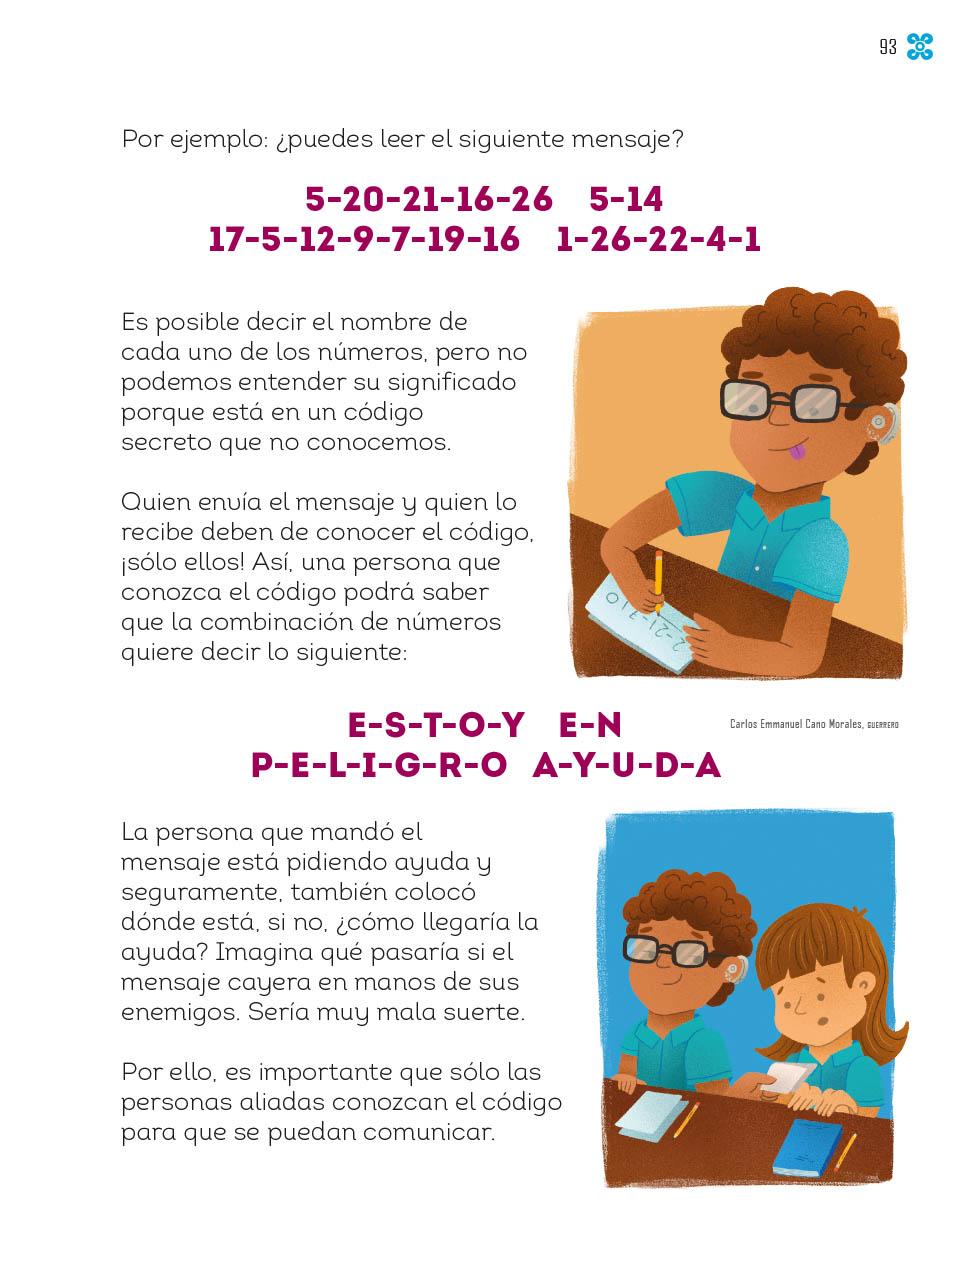 93
Por ejemplo: ¿puedes leer el siguiente mensaje?
5-20-21-16-26 5-14
17-5-12-9-7-19-16 1-26-22-4-1
Es posible decir el nombre de
cada uno de los números, pero no
podemos entender su significado
porque está en un código
secreto que no conocemos.
Quien envía el mensaje y quien lo
recibe deben de conocer el código,
¡sólo ellos! Así, una persona que
conozca el código podrá saber
que la combinación de números
quiere decir lo siguiente:
2-21-7-10
Carlos Emmanuel Cano Morales, GUERRERO
E-S-T-O-Y E-N
P-E-L-I-G-R-O A-Y-U-D-A
La persona que mandó el
mensaje está pidiendo ayuda y
seguramente, también colocó
dónde está, si no, ¿cómo llegaría la
ayuda? Imagina qué pasaría si el
mensaje cayera en manos de sus
enemigos. Sería muy mala suerte.
Por ello, es importante que sólo las
personas aliadas conozcan el código
para que se puedan comunicar.